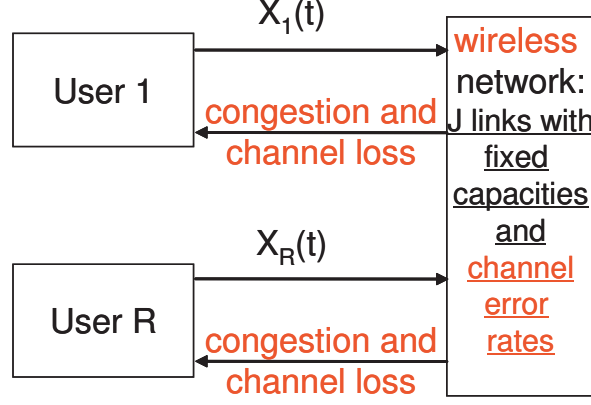 X₁(t)
User 1
congestion and
channel loss
X_R(t)
User R
congestion and
channel loss
wireless
network:
J links with
fixed
capacities
and
channel
error
rates